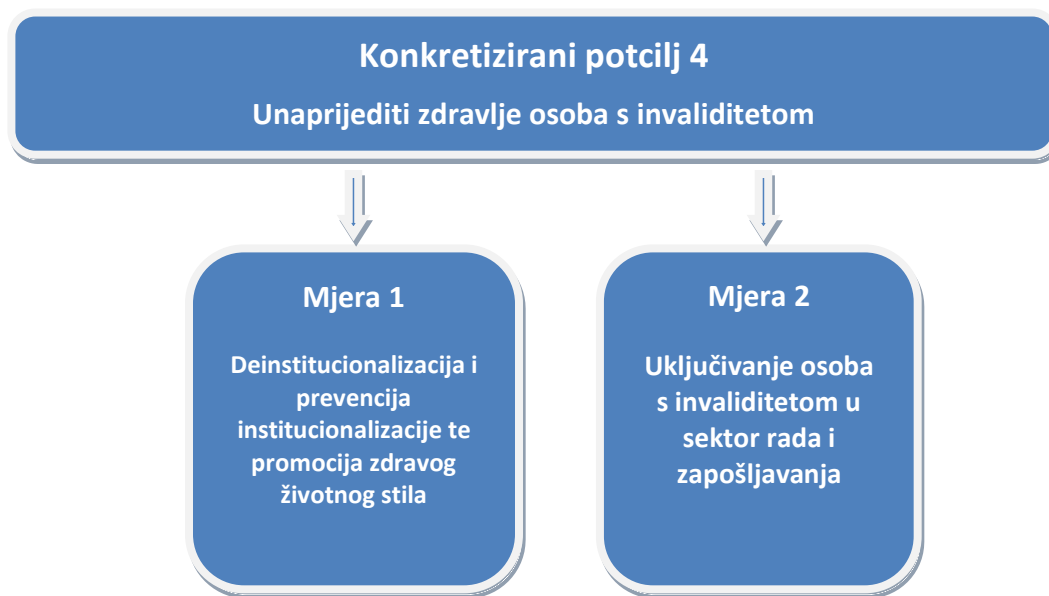 Konkretizirani potcilj 4
Unaprijediti zdravlje osoba s invaliditetom
Mjera 1
Deinstitucionalizacija i
prevencija
institucionalizacije te
promocija zdravog
životnog stila
Mjera 2
Uključivanje osoba
s invaliditetom u
sektor rada i
zapošljavanja